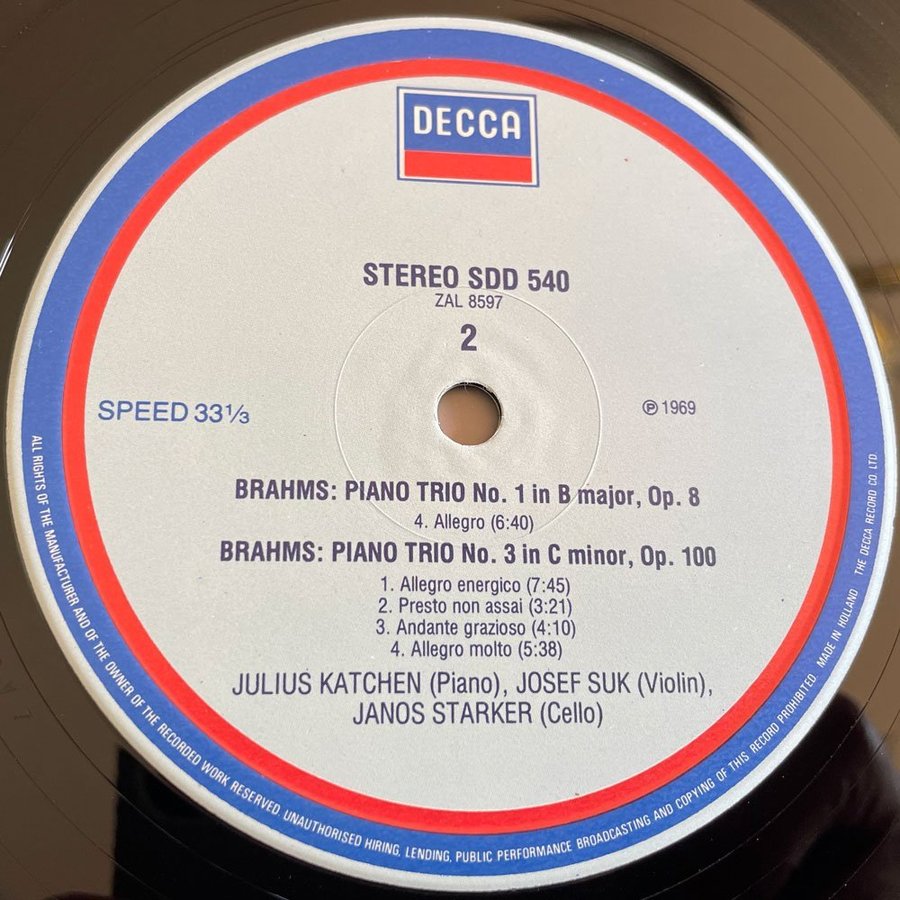 DECCA
STEREO SDD 540
ZAL 8597
2
SPEED 33⅓
℗ 1969
BRAHMS: PIANO TRIO No. 1 in B major, Op. 8
4. Allegro (6:40)
BRAHMS: PIANO TRIO No. 3 in C minor, Op. 100
1. Allegro energico (7:45)
2. Presto non assai (3:21)
3. Andante grazioso (4:10)
4. Allegro molto (5:38)
JULIUS KATCHEN (Piano), JOSEF SUK (Violin),
JANOS STARKER (Cello)
ALL RIGHTS OF THE MANUFACTURER AND OF THE OWNER OF THE RECORDED WORK RESERVED. UNAUTHORISED HIRING, LENDING, PUBLIC PERFORMANCE BROADCASTING AND COPYING OF THIS RECORD PROHIBITED. MADE IN HOLLAND THE DECCA RECORD CO LTD.